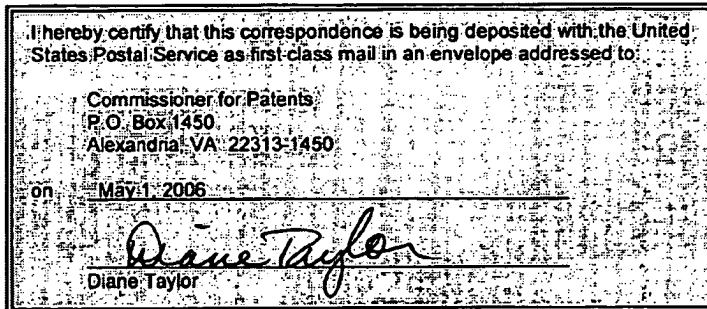 I hereby certify that this correspondence is being deposited with the United
States Postal Service as first-class mail in an envelope addressed to:
Commissioner for Patents
P.O. Box 1450
Alexandria, VA 22313-1450
on May 1, 2006
Diane Taylor
Diane Taylor